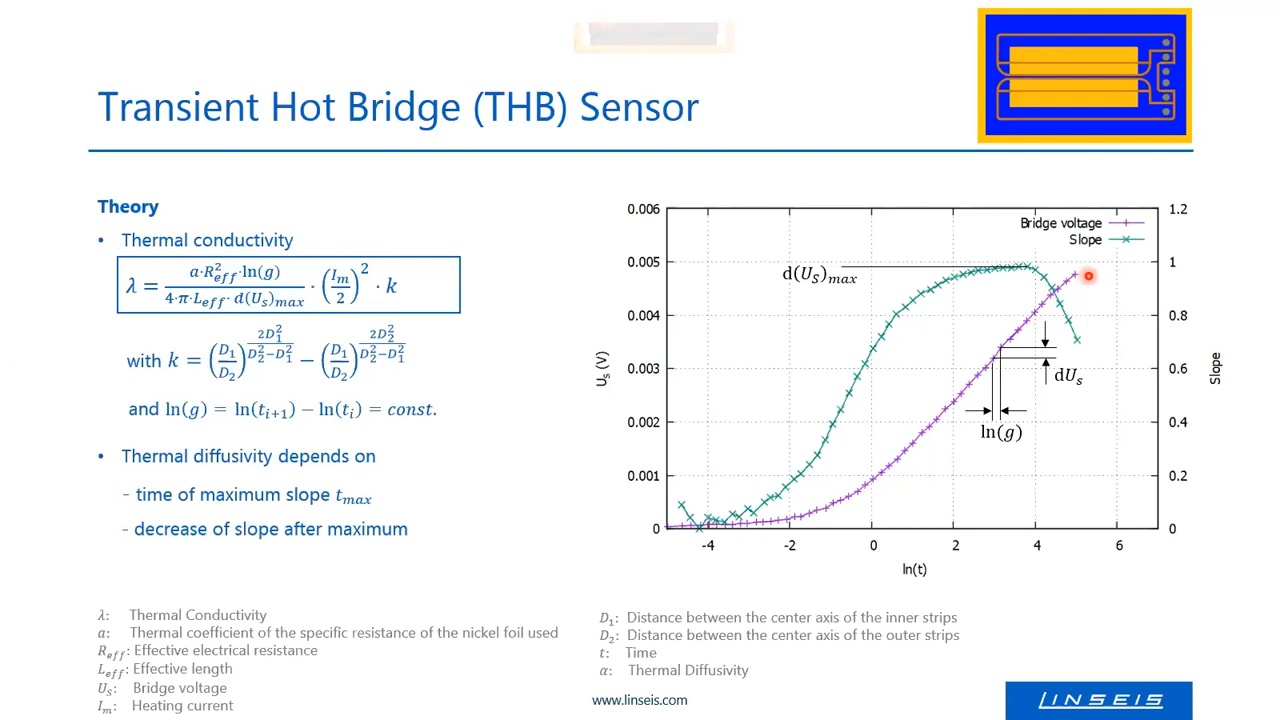 Transient Hot Bridge (THB) Sensor
Theory
• Thermal conductivity
λ = (a·R²_eff·ln(g)) / (4·π·L_eff · d(U_s)_max) · (I_m/2)² · k
with k = (D₁/D₂)^(2D₁²/(D₂²−D₁²)) − (D₁/D₂)^(2D₂²/(D₂²−D₁²))
and ln(g) = ln(t_{i+1}) − ln(t_i) = const.
• Thermal diffusivity depends on
- time of maximum slope t_max
- decrease of slope after maximum
Bridge voltage
Slope
d(U_S)_max
dU_s
ln(g)
U_s (V)
0.006
0.005
0.004
0.003
0.002
0.001
0
1.2
1
0.8
0.6
0.4
0.2
0
Slope
-4 -2 0 2 4 6
ln(t)
λ: Thermal Conductivity
a: Thermal coefficient of the specific resistance of the nickel foil used
R_eff: Effective electrical resistance
L_eff: Effective length
U_S: Bridge voltage
I_m: Heating current
D₁: Distance between the center axis of the inner strips
D₂: Distance between the center axis of the outer strips
t: Time
α: Thermal Diffusivity
www.linseis.com
LINSEIS